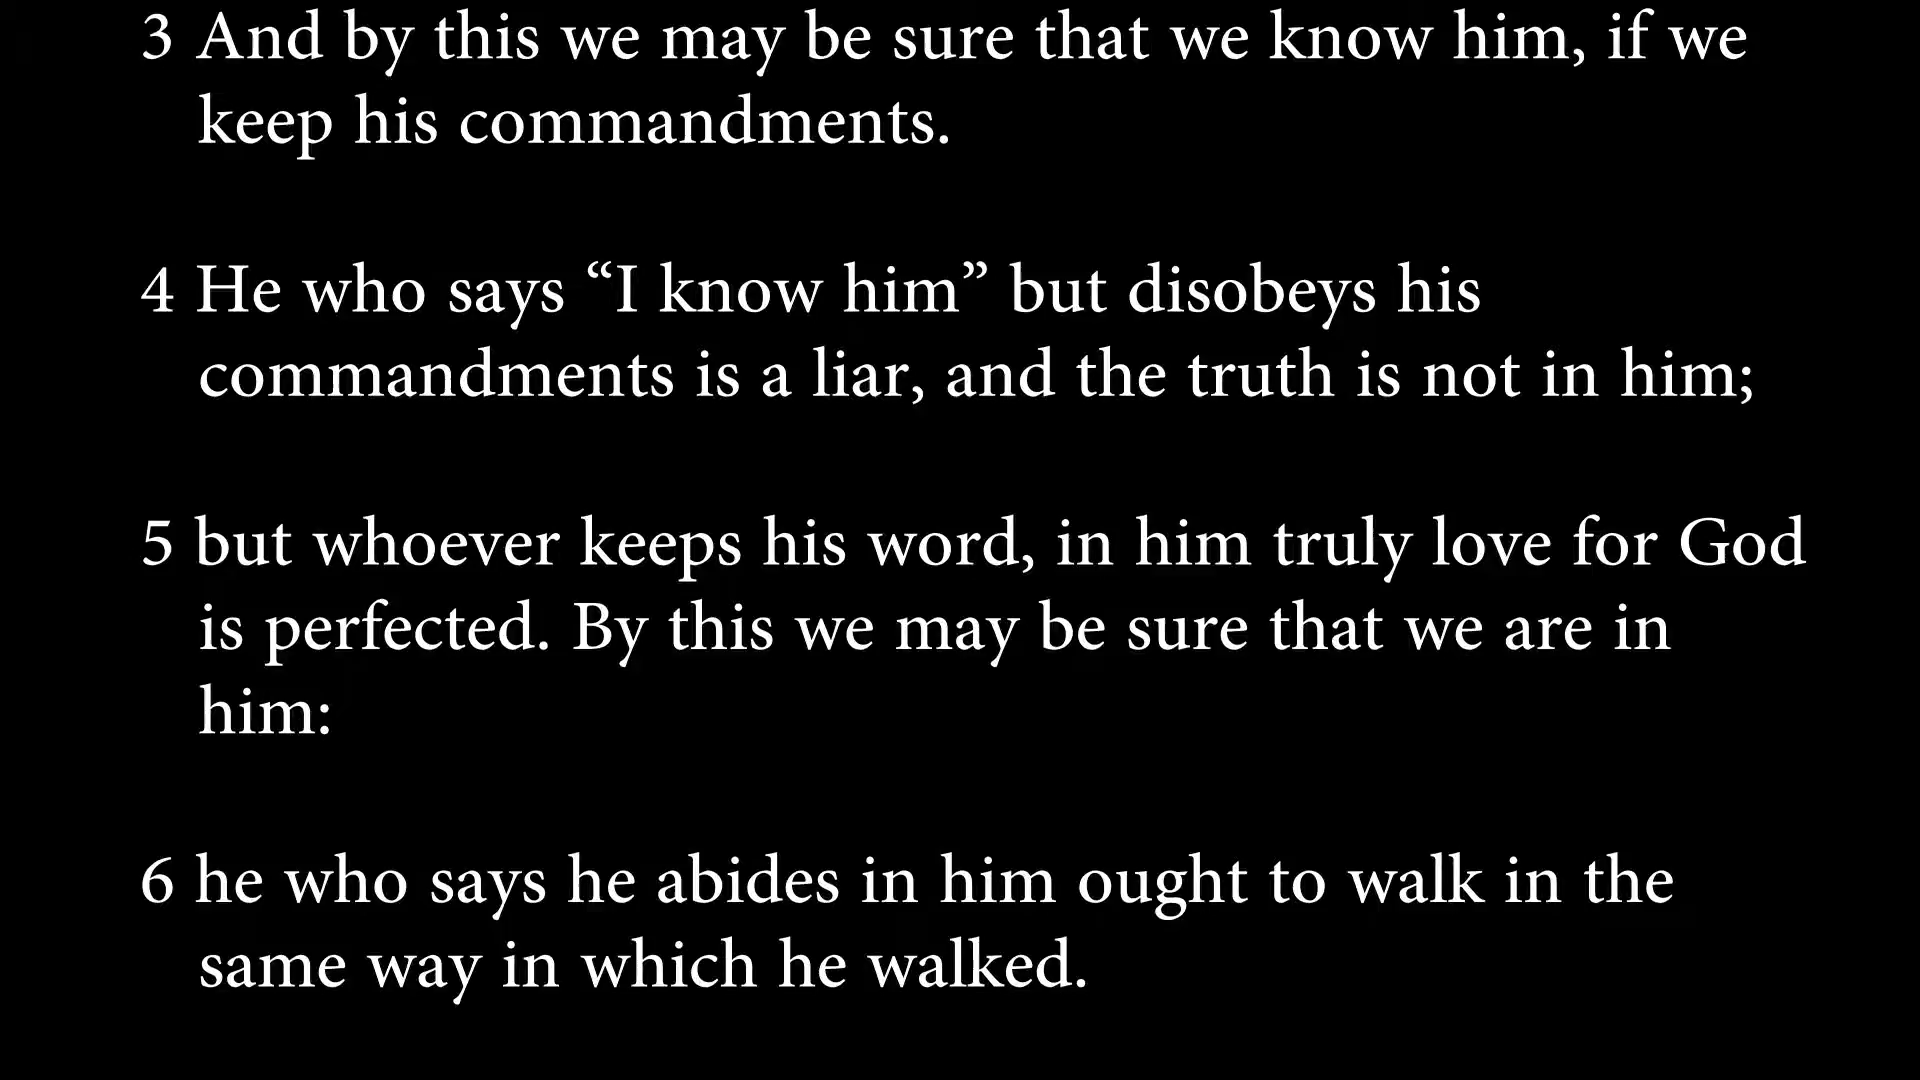 3 And by this we may be sure that we know him, if we
keep his commandments.
4 He who says “I know him” but disobeys his
commandments is a liar, and the truth is not in him;
5 but whoever keeps his word, in him truly love for God
is perfected. By this we may be sure that we are in
him:
6 he who says he abides in him ought to walk in the
same way in which he walked.